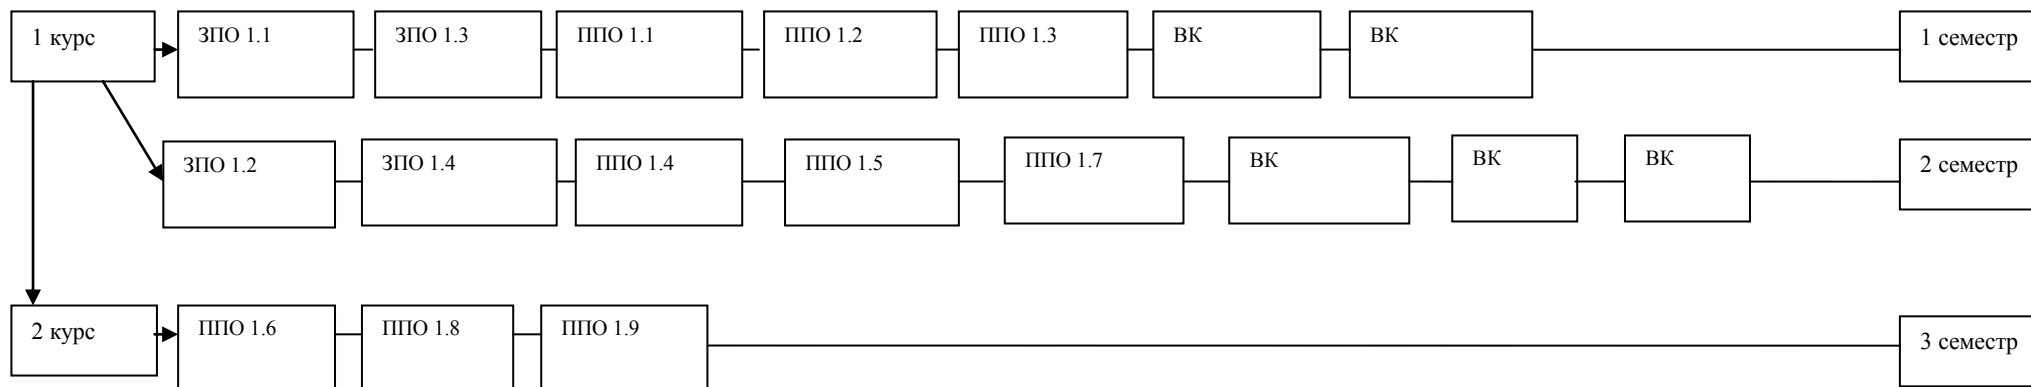 1 курс
ЗПО 1.1
ЗПО 1.3
ППО 1.1
ППО 1.2
ППО 1.3
ВК
ВК
1 семестр
ЗПО 1.2
ЗПО 1.4
ППО 1.4
ППО 1.5
ППО 1.7
ВК
ВК
ВК
2 семестр
2 курс
ППО 1.6
ППО 1.8
ППО 1.9
3 семестр